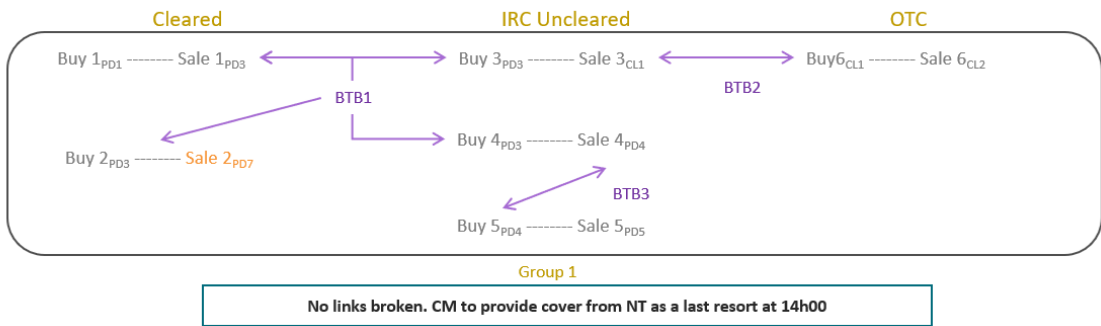 Cleared IRC Uncleared OTC
Buy 1PD1 -------- Sale 1PD3 Buy 3PD3 -------- Sale 3CL1 Buy6CL1 -------- Sale 6CL2
BTB1 BTB2
Buy 4PD3 -------- Sale 4PD4
Buy 2PD3 -------- Sale 2PD7
BTB3
Buy 5PD4 -------- Sale 5PD5
Group 1
No links broken. CM to provide cover from NT as a last resort at 14h00